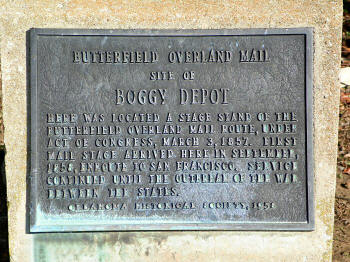 BUTTERFIELD OVERLAND MAIL
SITE OF
BOGGY DEPOT
HERE WAS LOCATED A STAGE STAND OF THE
BUTTERFIELD OVERLAND MAIL ROUTE, UNDER
ACT OF CONGRESS, MARCH 3, 1857. FIRST
MAIL STAGE ARRIVED HERE IN SEPTEMBER,
1858, ENROUTE TO SAN FRANCISCO. SERVICE
CONTINUED UNTIL THE OUTBREAK OF THE WAR
BETWEEN THE STATES.
OKLAHOMA HISTORICAL SOCIETY, 1958